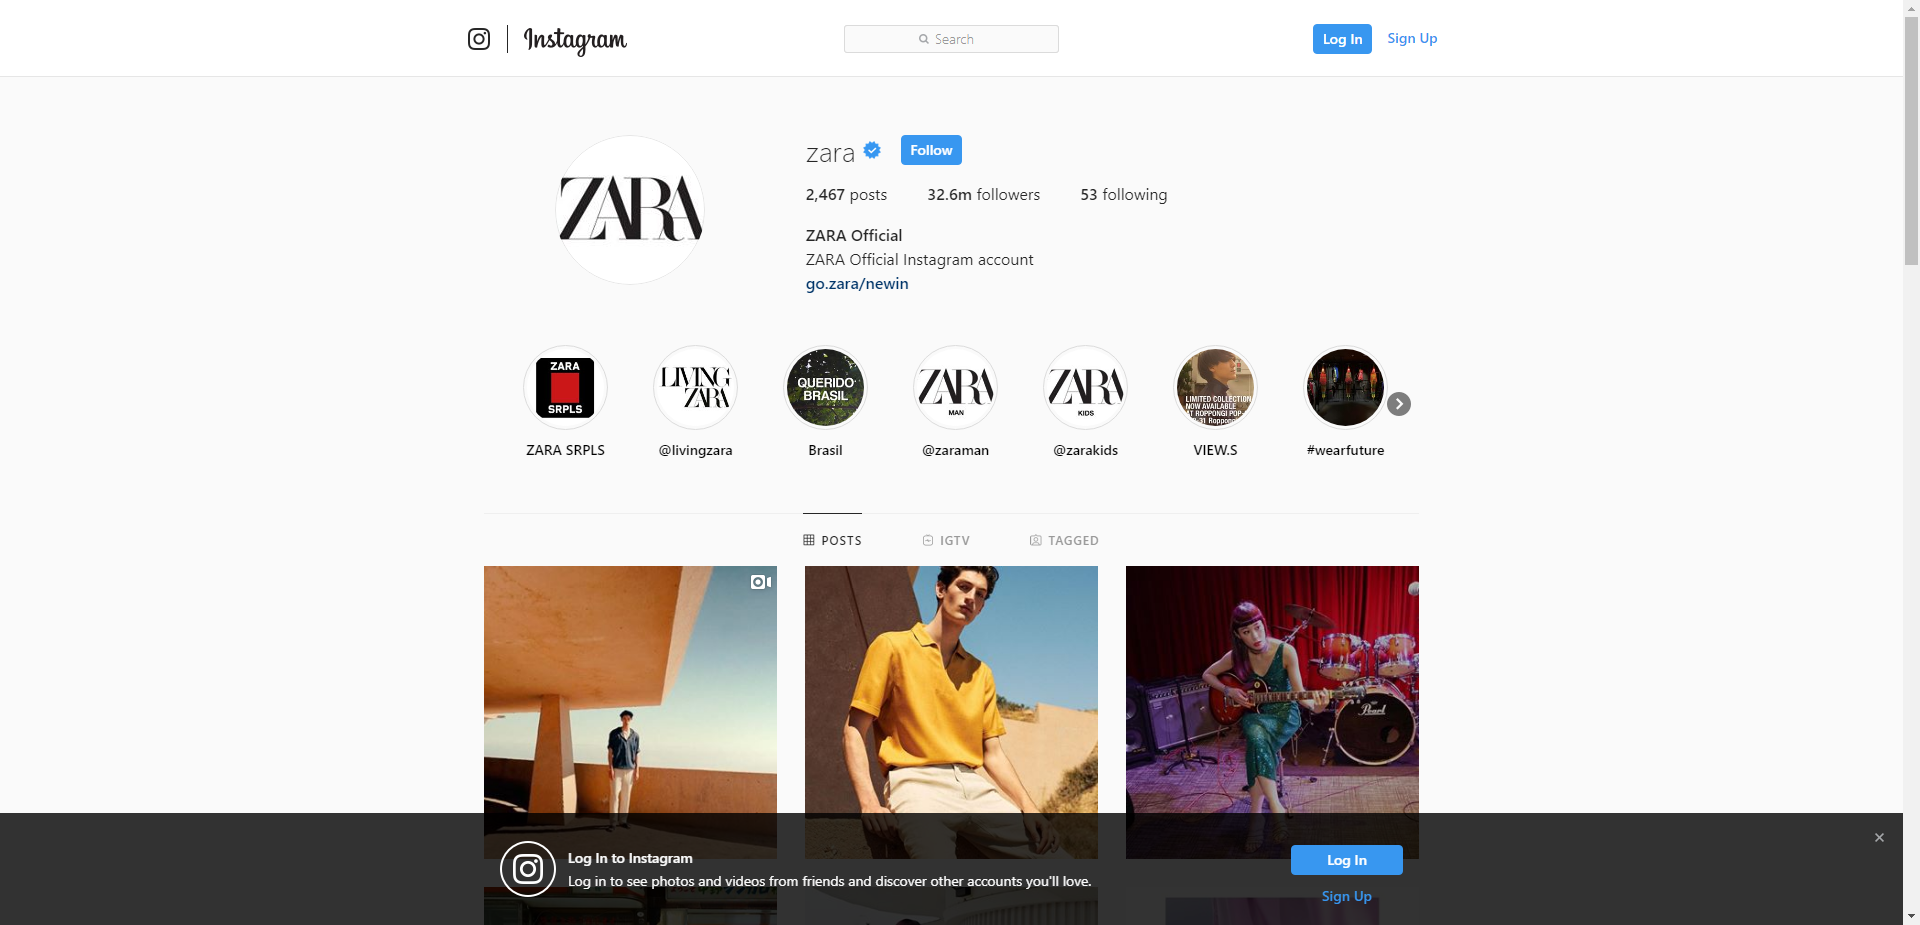 Instagram
Search
Log In
Sign Up
ZARA
zara
Follow
2,467 posts
32.6m followers
53 following
ZARA Official
ZARA Official Instagram account
go.zara/newin
ZARA
SRPLS
LIVING
ZARA
QUERIDO
BRASIL
ZARA
MAN
ZARA
KIDS
LIMITED COLLECTION
NOW AVAILABLE
AT ROPPONGI POP-
ZARA SRPLS
@livingzara
Brasil
@zaraman
@zarakids
VIEW.S
#wearfuture
POSTS
IGTV
TAGGED
Pearl
Log In to Instagram
Log in to see photos and videos from friends and discover other accounts you'll love.
Log In
Sign Up